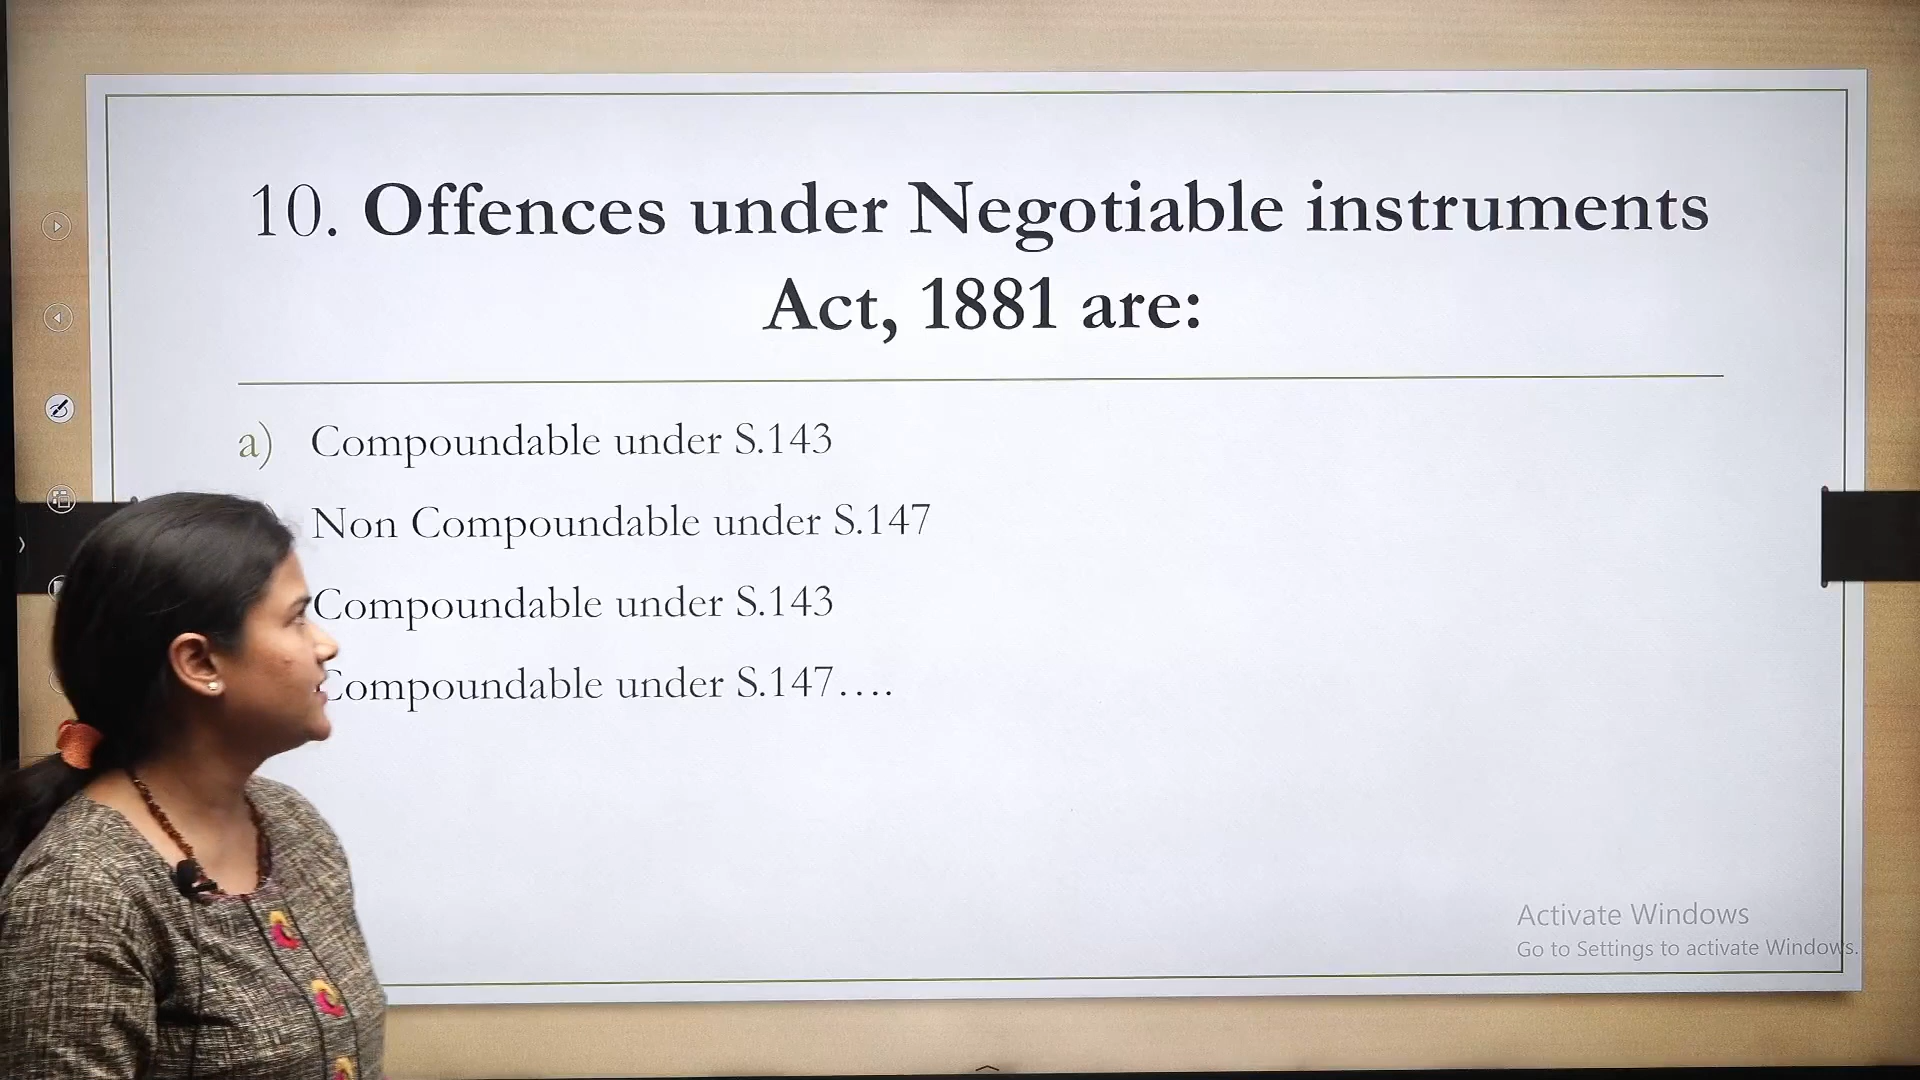 10. Offences under Negotiable instruments
Act, 1881 are:
a) Compoundable under S.143
Non Compoundable under S.147
Compoundable under S.143
Compoundable under S.147....
Activate Windows
Go to Settings to activate Windows.